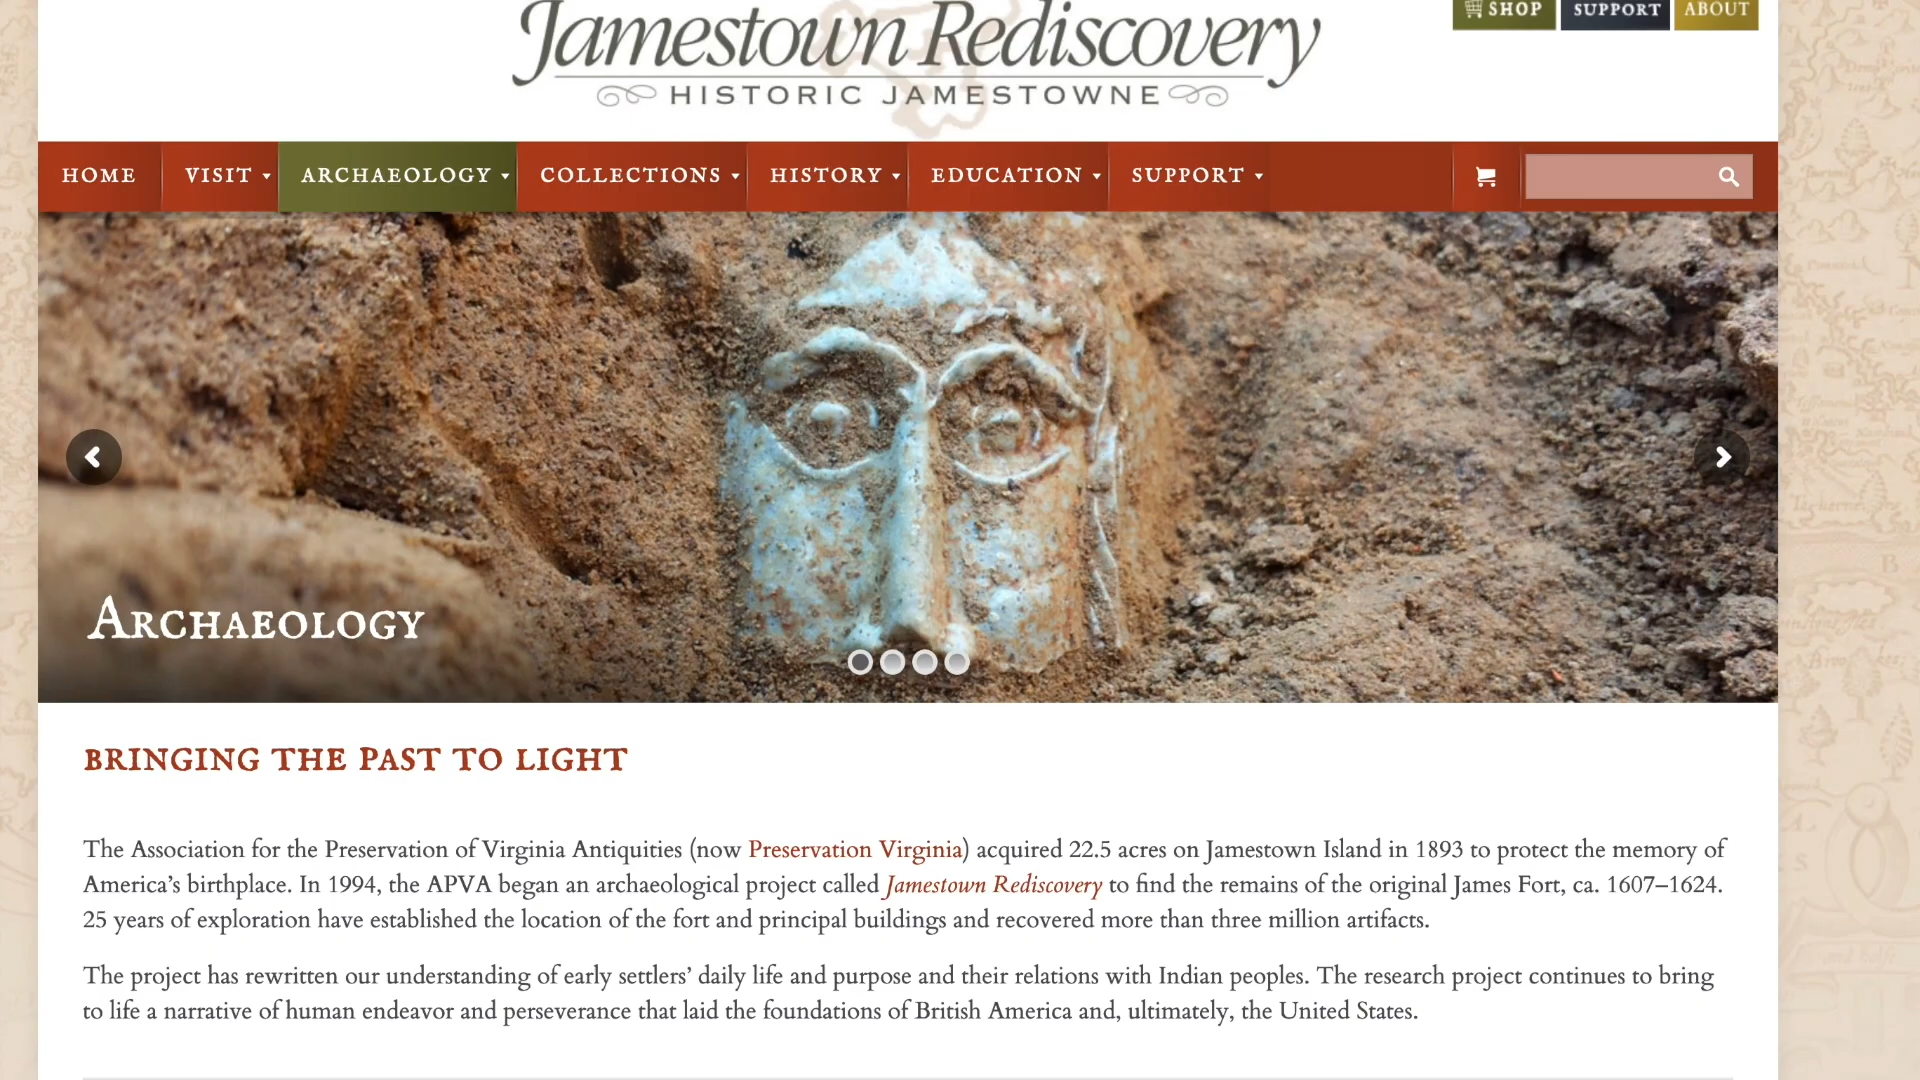 Jamestown Rediscovery
HISTORIC JAMESTOWNE
SHOP
SUPPORT
ABOUT
HOME
VISIT
ARCHAEOLOGY
COLLECTIONS
HISTORY
EDUCATION
SUPPORT
ARCHAEOLOGY
BRINGING THE PAST TO LIGHT
The Association for the Preservation of Virginia Antiquities (now Preservation Virginia) acquired 22.5 acres on Jamestown Island in 1893 to protect the memory of
America’s birthplace. In 1994, the APVA began an archaeological project called Jamestown Rediscovery to find the remains of the original James Fort, ca. 1607–1624.
25 years of exploration have established the location of the fort and principal buildings and recovered more than three million artifacts.
The project has rewritten our understanding of early settlers’ daily life and purpose and their relations with Indian peoples. The research project continues to bring
to life a narrative of human endeavor and perseverance that laid the foundations of British America and, ultimately, the United States.